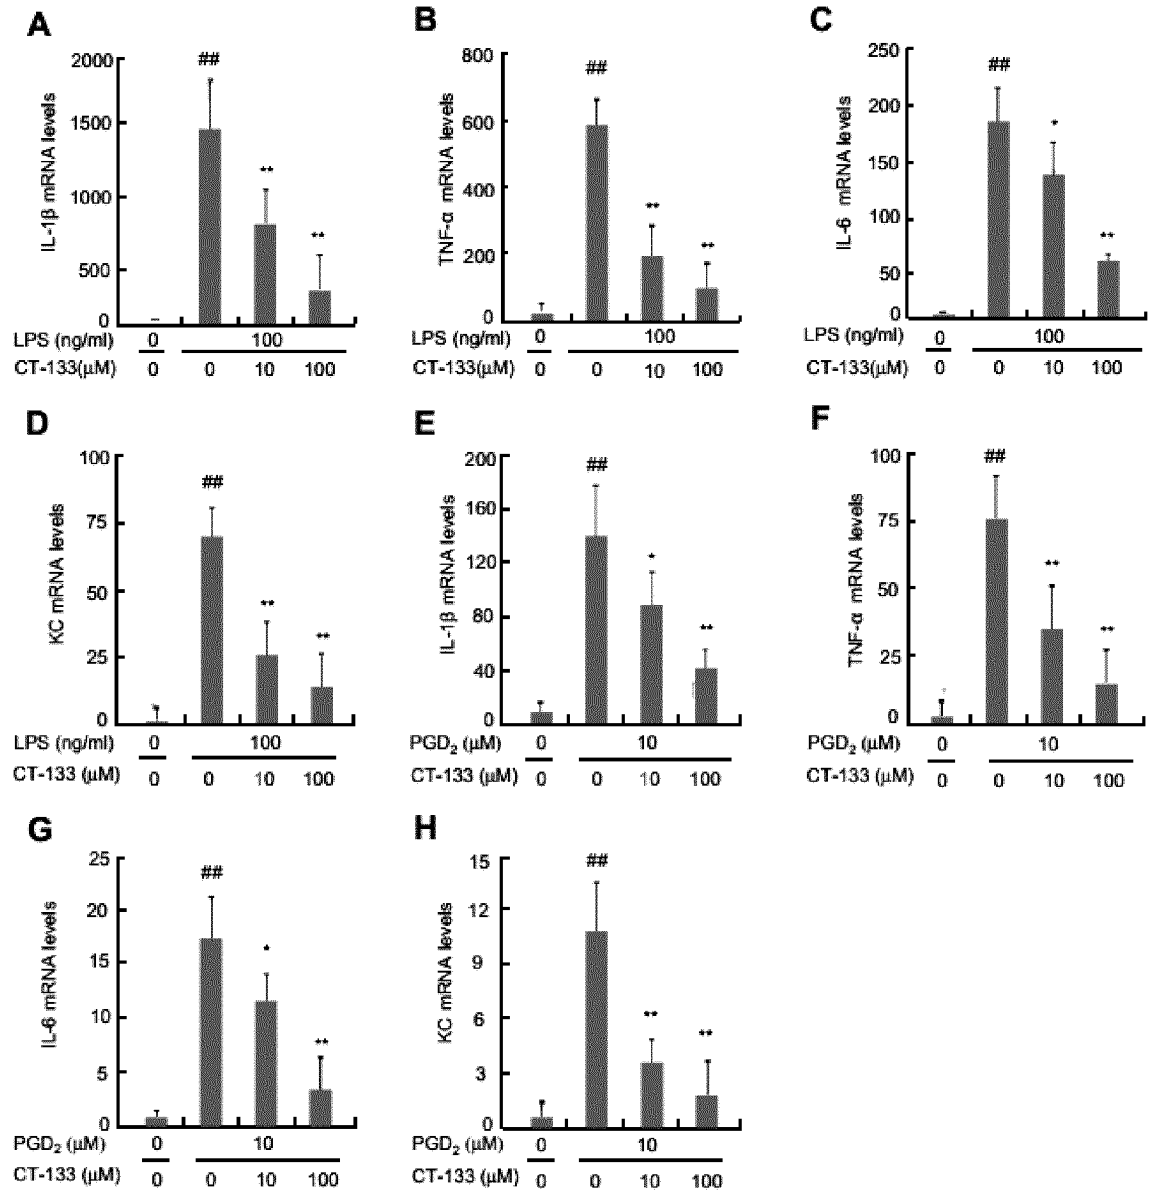 A
IL-1β mRNA levels
2000
1500
1000
500
0
##
**
**
LPS (ng/ml) 0 100
CT-133(μM) 0 0 10 100
B
TNF-α mRNA levels
800
600
400
200
0
##
**
**
LPS (ng/ml) 0 100
CT-133(μM) 0 0 10 100
C
IL-6 mRNA levels
250
200
150
100
50
0
##
*
**
LPS (ng/ml) 0 100
CT-133(μM) 0 0 10 100
D
KC mRNA levels
100
75
50
25
0
##
**
**
LPS (ng/ml) 0 100
CT-133 (μM) 0 0 10 100
E
IL-1β mRNA levels
200
160
120
80
40
0
##
*
**
PGD₂ (μM) 0 10
CT-133 (μM) 0 0 10 100
F
TNF-α mRNA levels
100
75
50
25
0
##
**
**
PGD₂ (μM) 0 10
CT-133 (μM) 0 0 10 100
G
IL-6 mRNA levels
25
20
15
10
5
0
##
*
**
PGD₂ (μM) 0 10
CT-133 (μM) 0 0 10 100
H
KC mRNA levels
15
12
9
6
3
0
##
**
**
PGD₂ (μM) 0 10
CT-133 (μM) 0 0 10 100